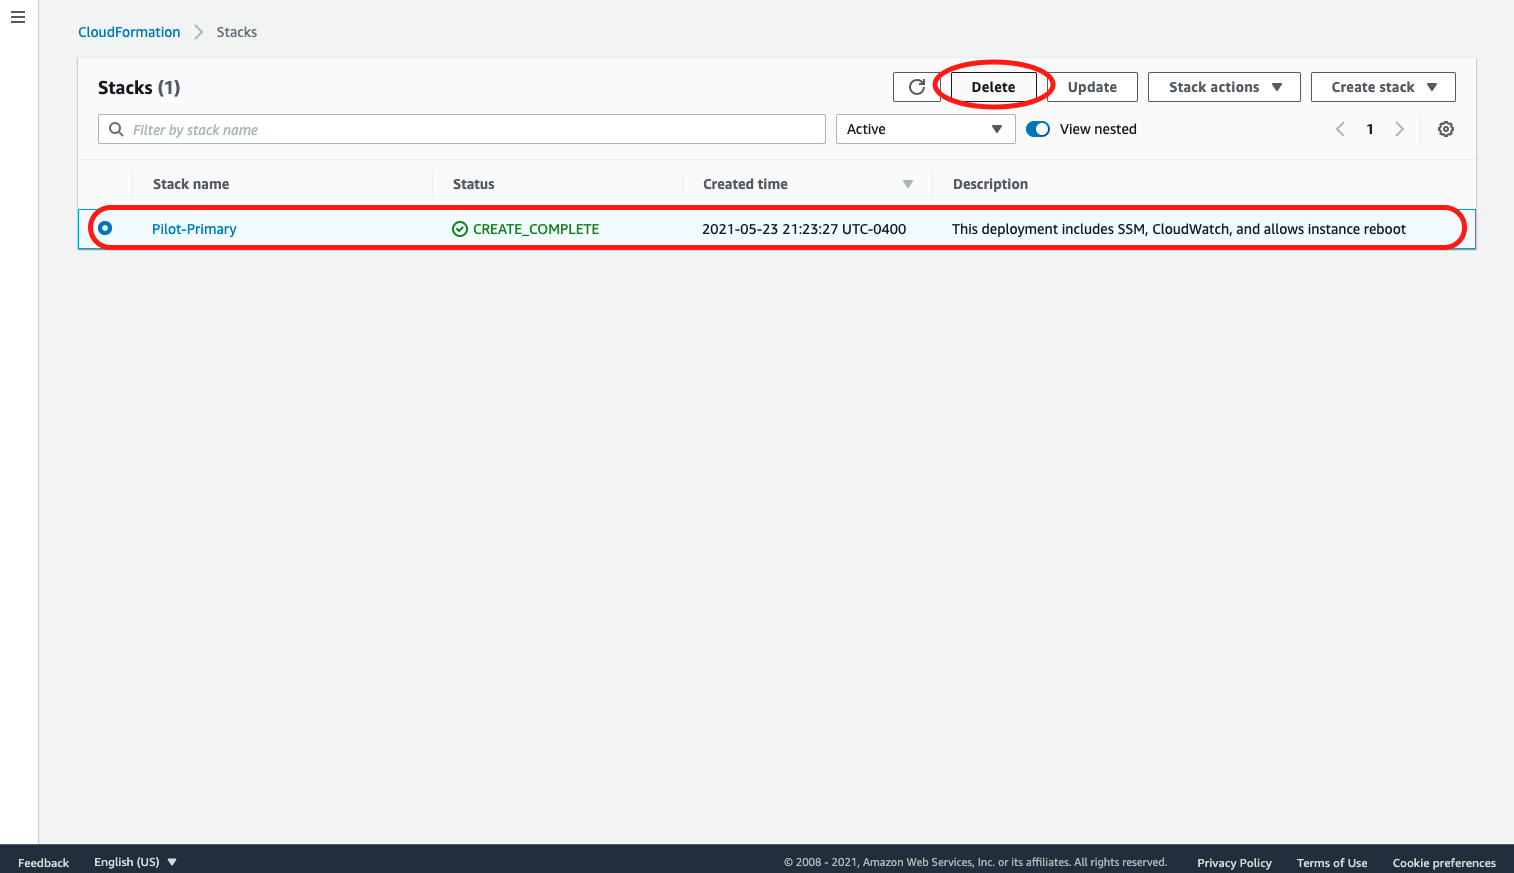 CloudFormation > Stacks
Stacks (1)
Delete
Update
Stack actions
Create stack
Filter by stack name
Active
View nested
1
Stack name Status Created time Description
Pilot-Primary CREATE_COMPLETE 2021-05-23 21:23:27 UTC-0400 This deployment includes SSM, CloudWatch, and allows instance reboot
Feedback English (US) © 2008 - 2021, Amazon Web Services, Inc. or its affiliates. All rights reserved. Privacy Policy Terms of Use Cookie preferences